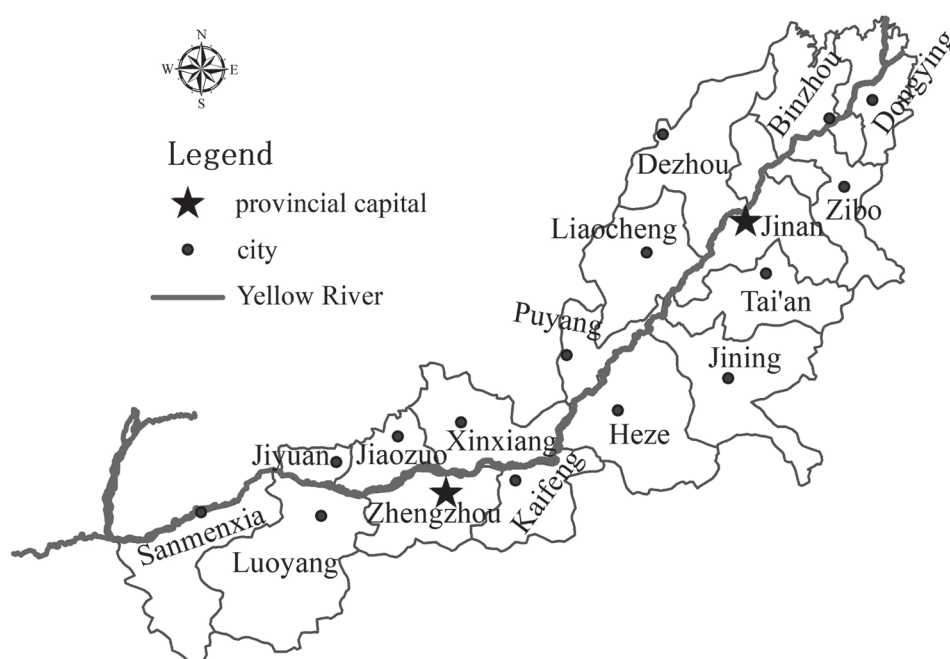 N
W E
S
Legend
provincial capital
city
Yellow River
Binzhou
Dongying
Dezhou
Zibo
Liaocheng
Jinan
Tai'an
Puyang
Jining
Heze
Xinxiang
Jiyuan
Jiaozuo
Kaifeng
Zhengzhou
Sanmenxia
Luoyang